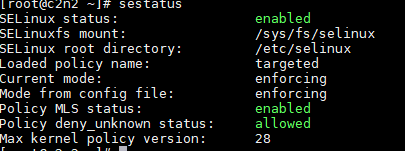 [root@c2n2 ~]# sestatus
SELinux status:                 enabled
SELinuxfs mount:                /sys/fs/selinux
SELinux root directory:         /etc/selinux
Loaded policy name:             targeted
Current mode:                   enforcing
Mode from config file:          enforcing
Policy MLS status:              enabled
Policy deny_unknown status:     allowed
Max kernel policy version:      28
[root@c2n2 ~]#